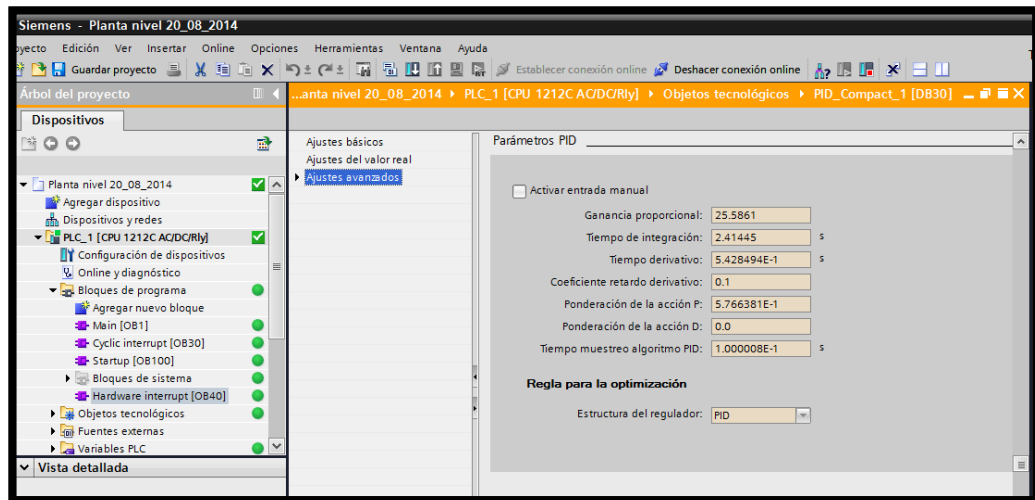 Siemens - Planta nivel 20_08_2014
oyecto Edición Ver Insertar Online Opciones Herramientas Ventana Ayuda
Guardar proyecto Establecer conexión online Deshacer conexión online
Árbol del proyecto
...anta nivel 20_08_2014 PLC_1 [CPU 1212C AC/DC/Rly] Objetos tecnológicos PID_Compact_1 [DB30]
Dispositivos
Planta nivel 20_08_2014
Agregar dispositivo
Dispositivos y redes
PLC_1 [CPU 1212C AC/DC/Rly]
Configuración de dispositivos
Online y diagnóstico
Bloques de programa
Agregar nuevo bloque
Main [OB1]
Cyclic interrupt [OB30]
Startup [OB100]
Bloques de sistema
Hardware interrupt [OB40]
Objetos tecnológicos
Fuentes externas
Variables PLC
Vista detallada
Ajustes básicos
Ajustes del valor real
Ajustes avanzados
Parámetros PID
Activar entrada manual
Ganancia proporcional: 25.5861
Tiempo de integración: 2.41445 s
Tiempo derivativo: 5.428494E-1 s
Coeficiente retardo derivativo: 0.1
Ponderación de la acción P: 5.766381E-1
Ponderación de la acción D: 0.0
Tiempo muestreo algoritmo PID: 1.000008E-1 s
Regla para la optimización
Estructura del regulador: PID